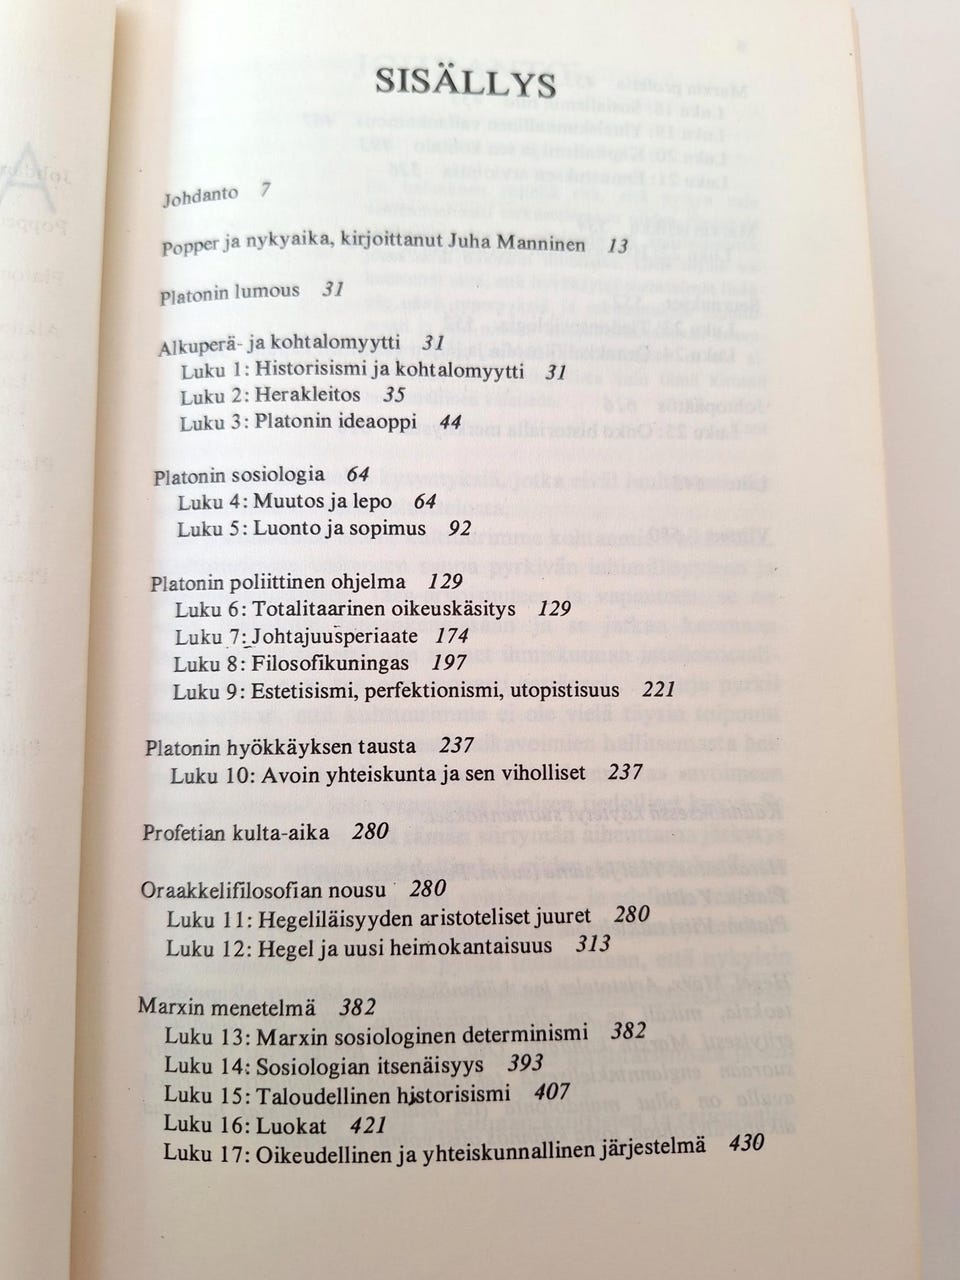 SISÄLLYS
Johdanto 7
Popper ja nykyaika, kirjoittanut Juha Manninen 13
Platonin lumous 31
Alkuperä- ja kohtalomyytti 31
Luku 1: Historisismi ja kohtalomyytti 31
Luku 2: Herakleitos 35
Luku 3: Platonin ideaoppi 44
Platonin sosiologia 64
Luku 4: Muutos ja lepo 64
Luku 5: Luonto ja sopimus 92
Platonin poliittinen ohjelma 129
Luku 6: Totalitaarinen oikeuskäsitys 129
Luku 7: Johtajuusperiaate 174
Luku 8: Filosofikuningas 197
Luku 9: Estetisismi, perfektionismi, utopistisuus 221
Platonin hyökkäyksen tausta 237
Luku 10: Avoin yhteiskunta ja sen viholliset 237
Profetian kulta-aika 280
Oraakkelifilosofian nousu 280
Luku 11: Hegeliläisyyden aristoteliset juuret 280
Luku 12: Hegel ja uusi heimokantaisuus 313
Marxin menetelmä 382
Luku 13: Marxin sosiologinen determinismi 382
Luku 14: Sosiologian itsenäisyys 393
Luku 15: Taloudellinen historisismi 407
Luku 16: Luokat 421
Luku 17: Oikeudellinen ja yhteiskunnallinen järjestelmä 430